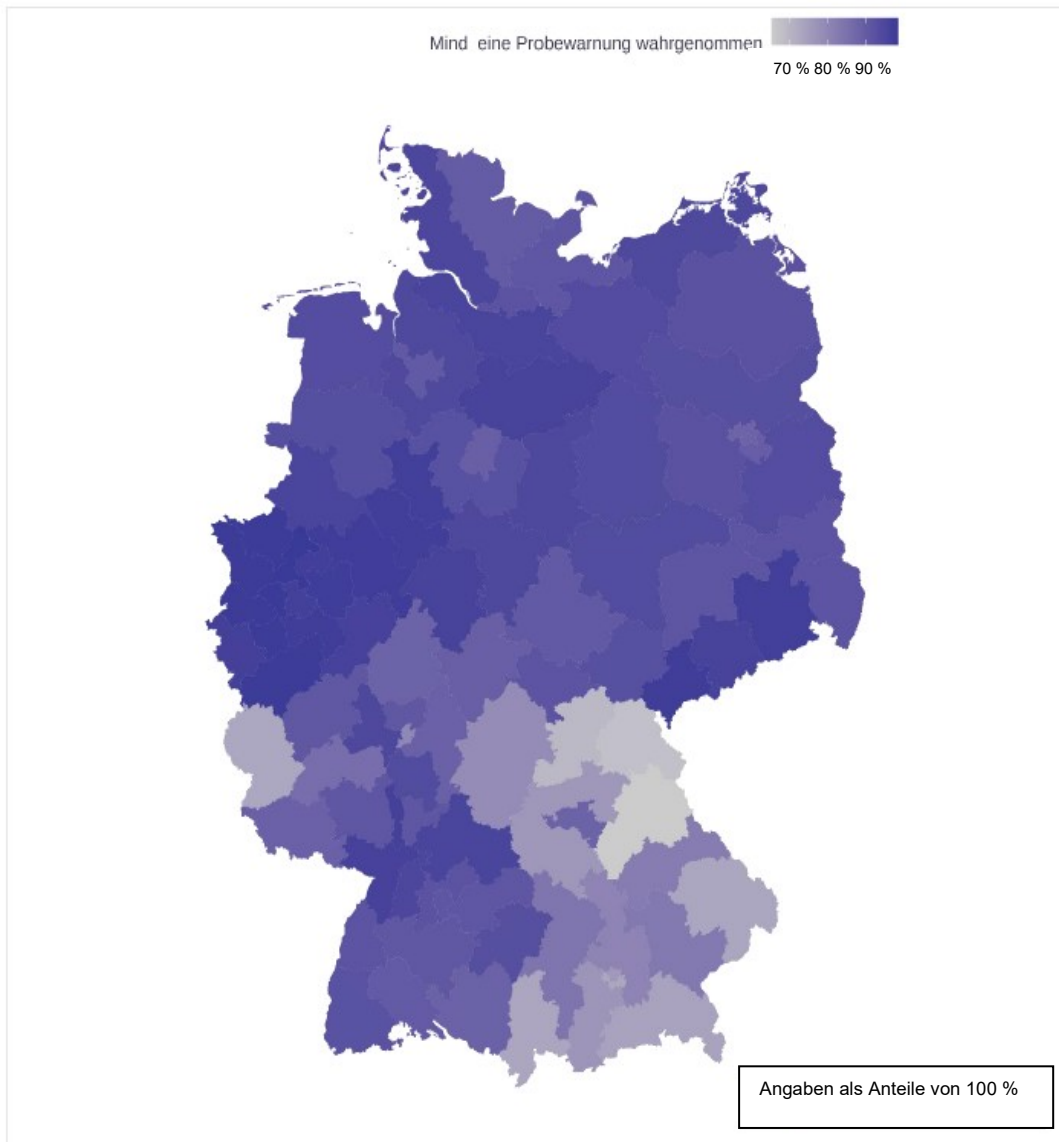 Mind eine Probewarnung wahrgenommen
70 % 80 % 90 %
Angaben als Anteile von 100 %